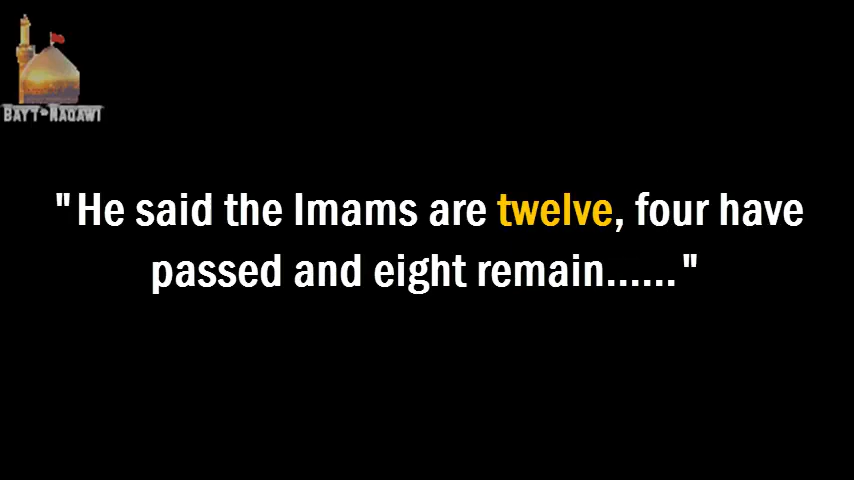 BAYT-NAQAWI
"He said the Imams are twelve, four have
passed and eight remain......"